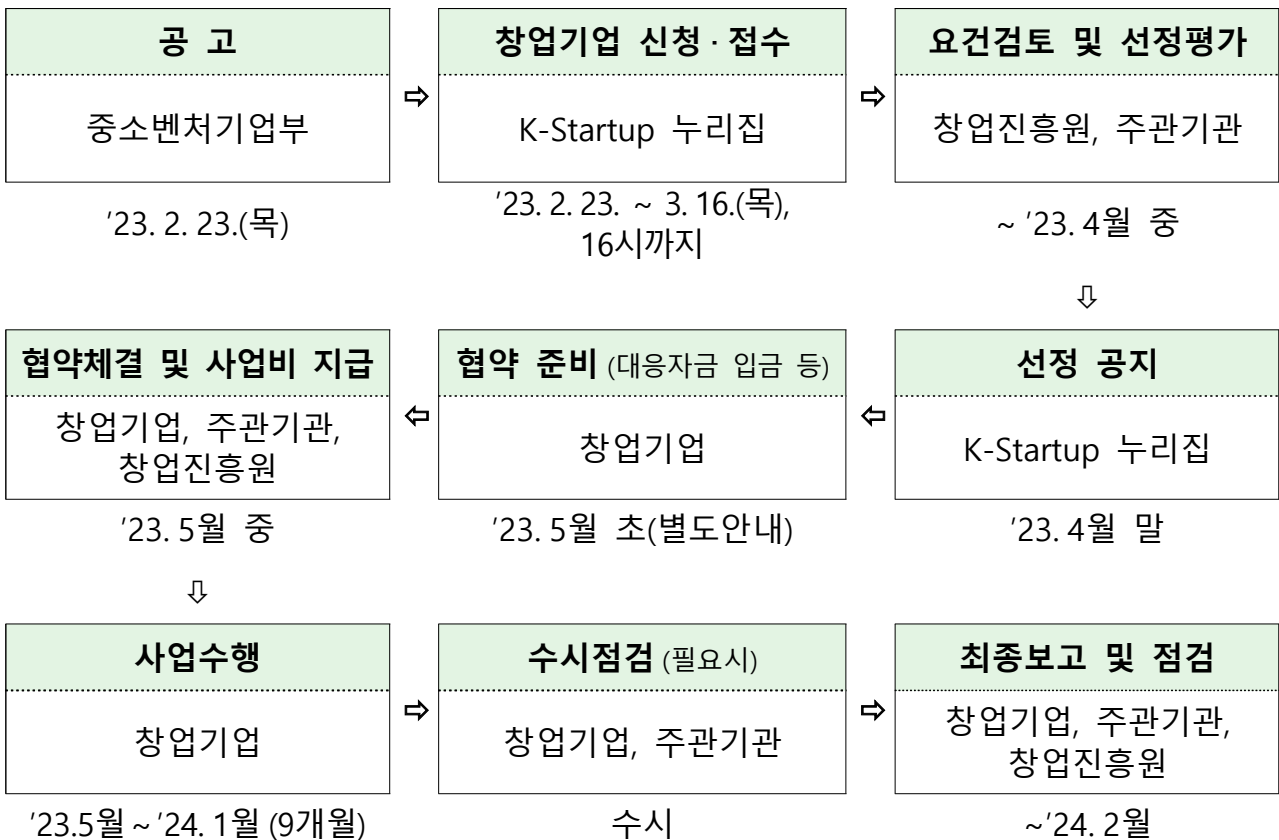 공 고
중소벤처기업부
'23. 2. 23.(목)
⇨
창업기업 신청 · 접수
K-Startup 누리집
'23. 2. 23. ~ 3. 16.(목),
16시까지
⇨
요건검토 및 선정평가
창업진흥원, 주관기관
~ '23. 4월 중
⇩
선정 공지
K-Startup 누리집
'23. 4월 말
⇦
협약 준비 (대응자금 입금 등)
창업기업
'23. 5월 초(별도안내)
⇦
협약체결 및 사업비 지급
창업기업, 주관기관,
창업진흥원
'23. 5월 중
⇩
사업수행
창업기업
'23.5월 ~ '24. 1월 (9개월)
⇨
수시점검 (필요시)
창업기업, 주관기관
수시
⇨
최종보고 및 점검
창업기업, 주관기관,
창업진흥원
~'24. 2월